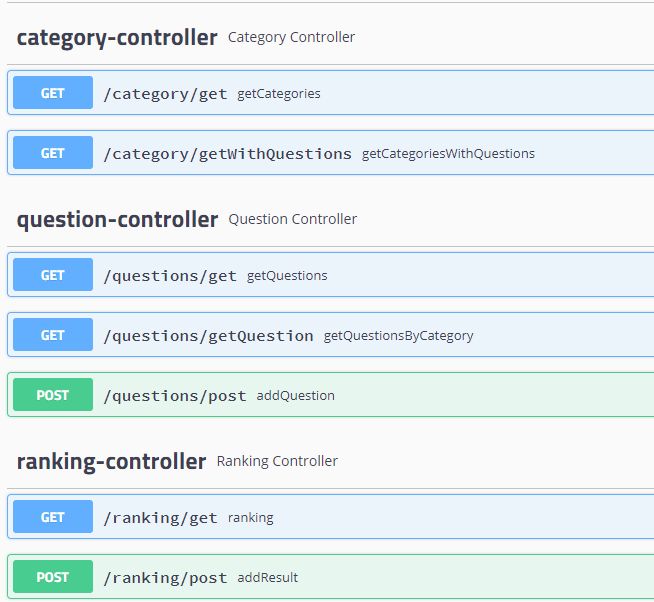 category-controller Category Controller
GET /category/get getCategories
GET /category/getWithQuestions getCategoriesWithQuestions
question-controller Question Controller
GET /questions/get getQuestions
GET /questions/getQuestion getQuestionsByCategory
POST /questions/post addQuestion
ranking-controller Ranking Controller
GET /ranking/get ranking
POST /ranking/post addResult